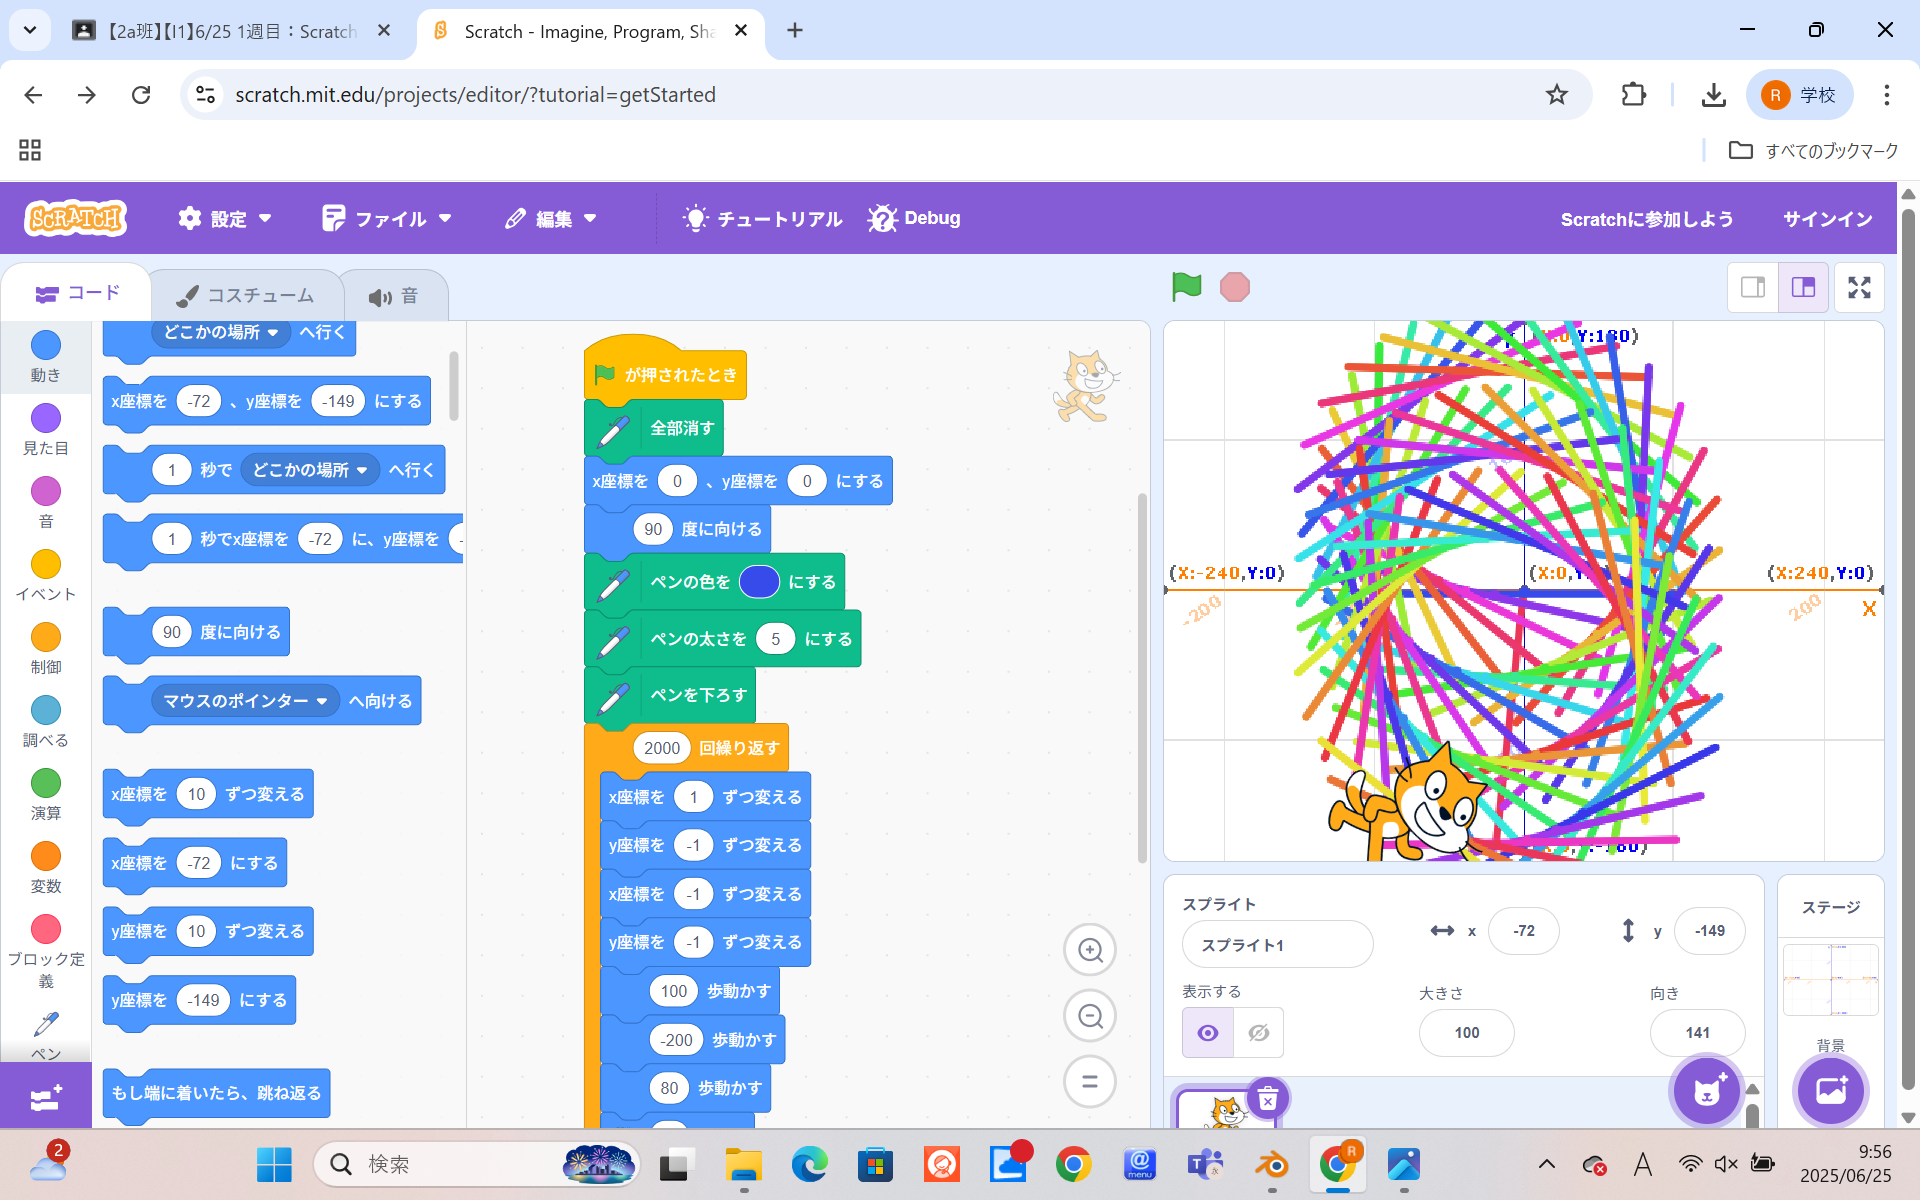 【2a班】【I1】6/25 1週目：Scratch
Scratch - Imagine, Program, Sha
scratch.mit.edu/projects/editor/?tutorial=getStarted
R 学校
すべてのブックマーク
SCRATCH
設定
ファイル
編集
チュートリアル
Debug
Scratchに参加しよう
サインイン
コード
コスチューム
音
動き
見た目
音
イベント
制御
調べる
演算
変数
ブロック定
義
ペン
どこかの場所 へ行く
x座標を -72 、y座標を -149 にする
1 秒で どこかの場所 へ行く
1 秒でx座標を -72 に、y座標を -
90 度に向ける
マウスのポインター へ向ける
x座標を 10 ずつ変える
x座標を -72 にする
y座標を 10 ずつ変える
y座標を -149 にする
もし端に着いたら、跳ね返る
が押されたとき
全部消す
x座標を 0 、y座標を 0 にする
90 度に向ける
ペンの色を にする
ペンの太さを 5 にする
ペンを下ろす
2000 回繰り返す
x座標を 1 ずつ変える
y座標を -1 ずつ変える
x座標を -1 ずつ変える
y座標を -1 ずつ変える
100 歩動かす
-200 歩動かす
80 歩動かす
Y:180)
(X:-240,Y:0)
(X:0,Y
(X:240,Y:0)
-200
200
X
-180)
スプライト
スプライト1
x -72
y -149
表示する
大きさ
100
向き
141
ステージ
背景
2
検索
menu
R
A
9:56
2025/06/25